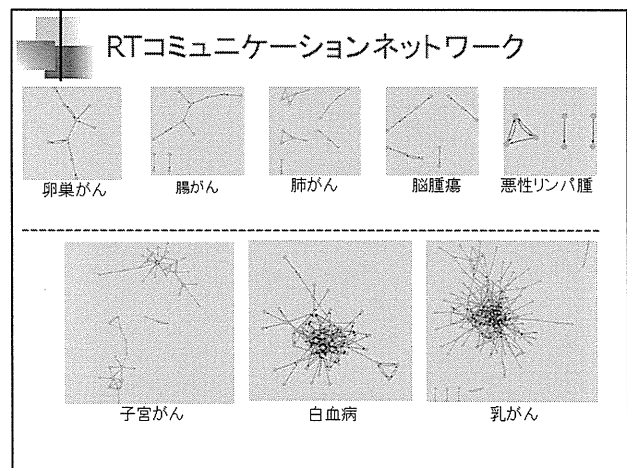 RTコミュニケーションネットワーク
卵巣がん
腸がん
肺がん
脳腫瘍
悪性リンパ腫
子宮がん
白血病
乳がん